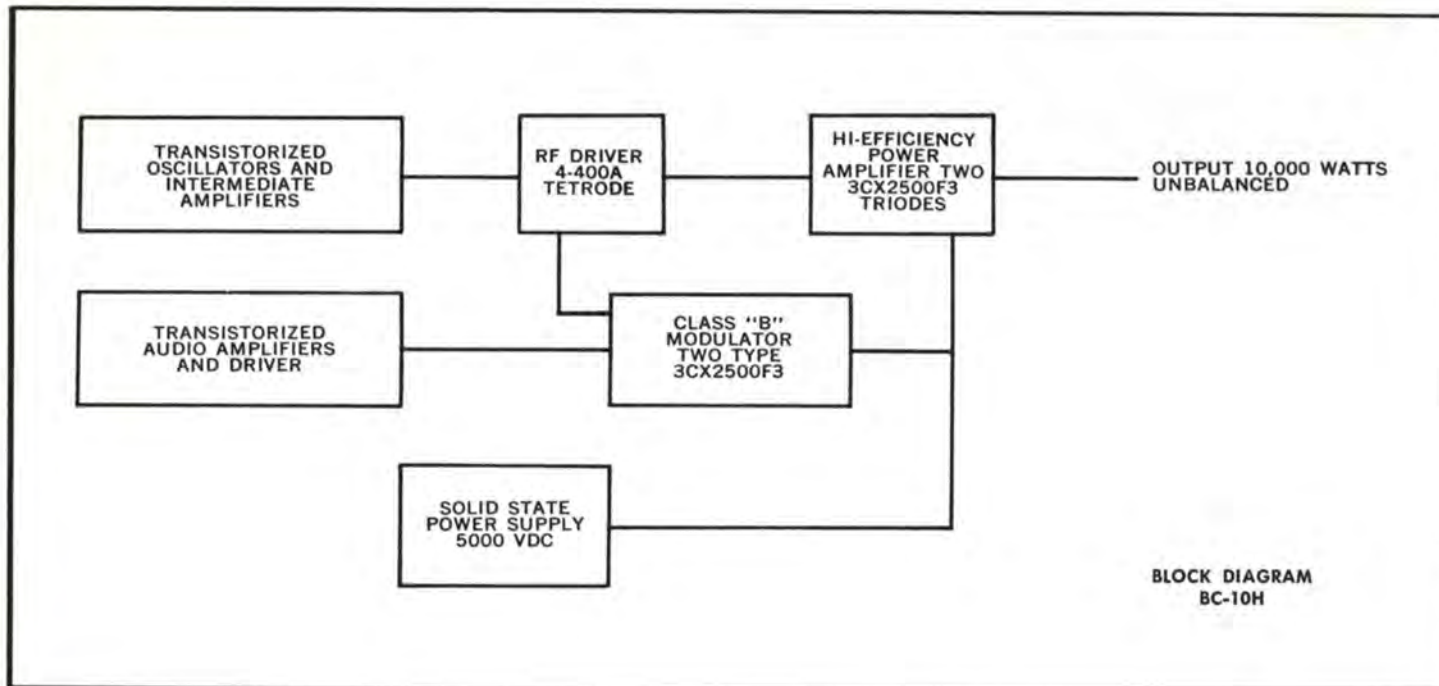 TRANSISTORIZED
OSCILLATORS AND
INTERMEDIATE
AMPLIFIERS
RF DRIVER
4-400A
TETRODE
HI-EFFICIENCY
POWER
AMPLIFIER TWO
3CX2500F3
TRIODES
OUTPUT 10,000 WATTS
UNBALANCED
TRANSISTORIZED
AUDIO AMPLIFIERS
AND DRIVER
CLASS "B"
MODULATOR
TWO TYPE
3CX2500F3
SOLID STATE
POWER SUPPLY
5000 VDC
BLOCK DIAGRAM
BC-10H